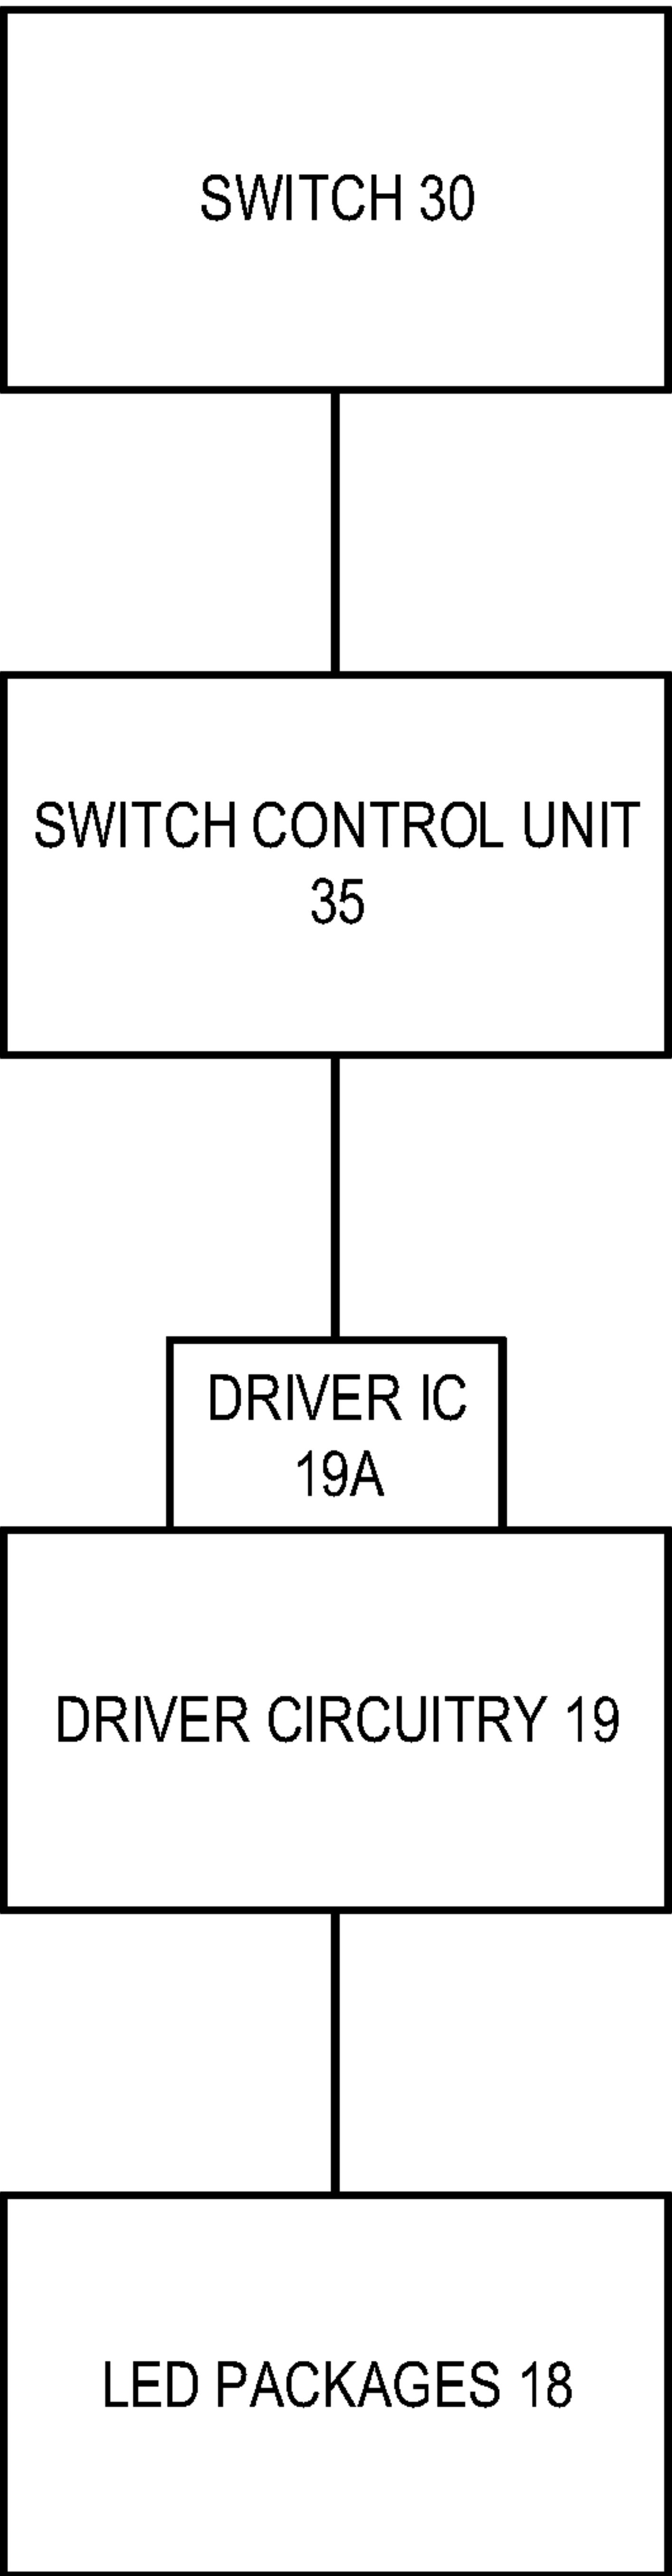 SWITCH 30
SWITCH CONTROL UNIT
35
DRIVER IC
19A
DRIVER CIRCUITRY 19
LED PACKAGES 18